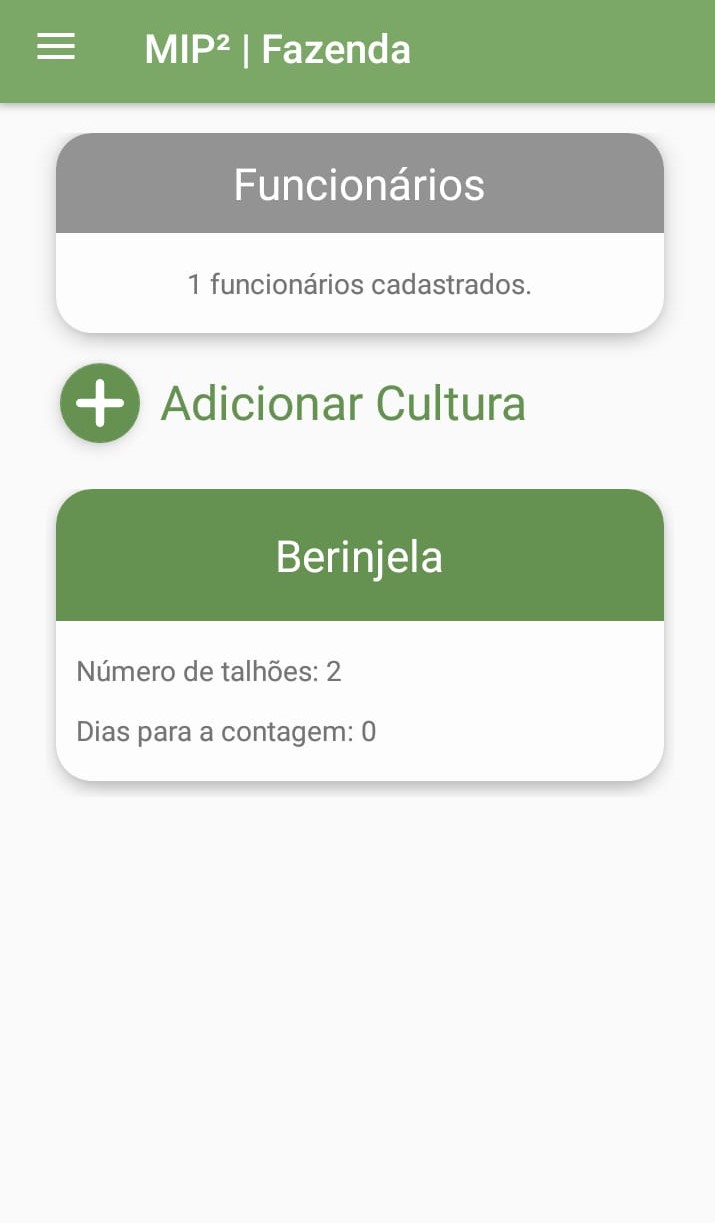 MIP² | Fazenda
Funcionários
1 funcionários cadastrados.
Adicionar Cultura
Berinjela
Número de talhões: 2
Dias para a contagem: 0